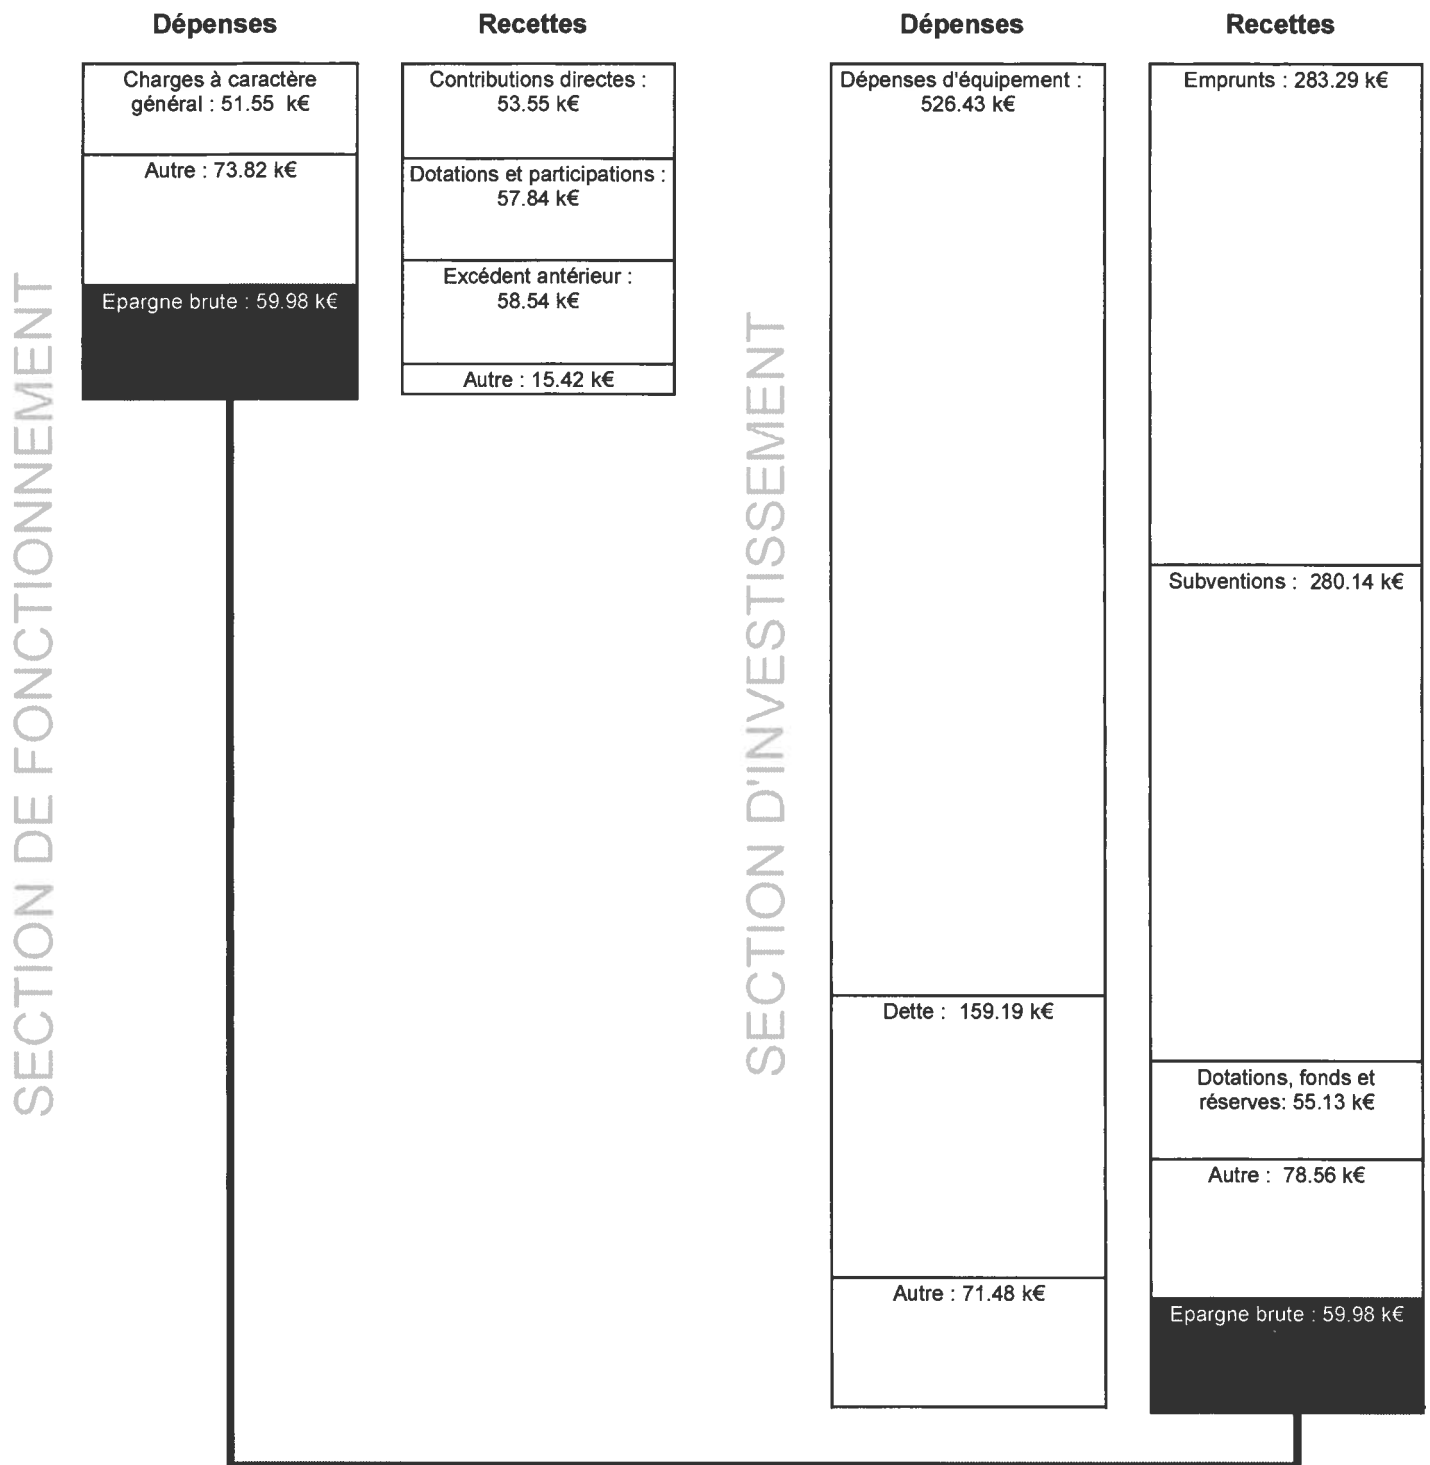 Dépenses
Recettes
Dépenses
Recettes
SECTION DE FONCTIONNEMENT
Charges à caractère
général : 51.55 k€
Autre : 73.82 k€
Epargne brute : 59.98 k€
Contributions directes :
53.55 k€
Dotations et participations :
57.84 k€
Excédent antérieur :
58.54 k€
Autre : 15.42 k€
SECTION D'INVESTISSEMENT
Dépenses d'équipement :
526.43 k€
Dette : 159.19 k€
Autre : 71.48 k€
Emprunts : 283.29 k€
Subventions : 280.14 k€
Dotations, fonds et
réserves: 55.13 k€
Autre : 78.56 k€
Epargne brute : 59.98 k€